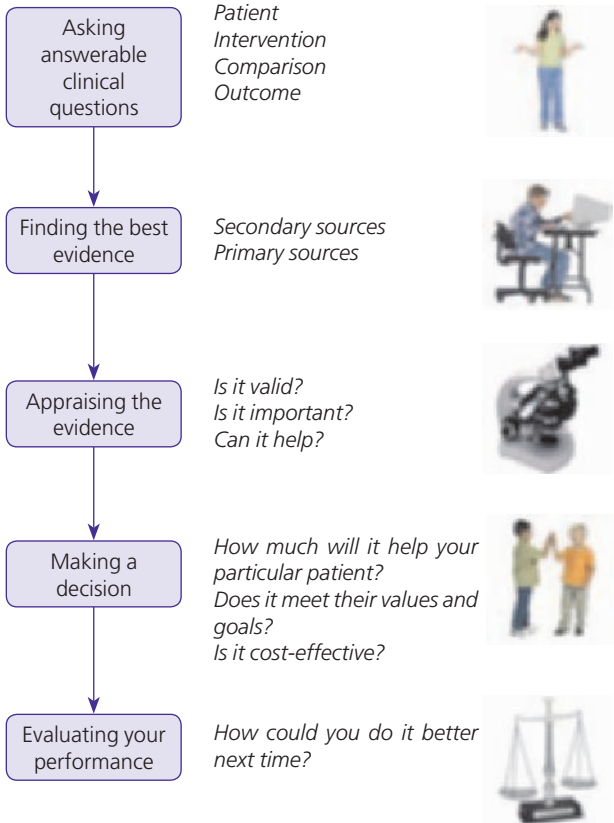 Asking
answerable
clinical
questions
Patient
Intervention
Comparison
Outcome
Finding the best
evidence
Secondary sources
Primary sources
Appraising the
evidence
Is it valid?
Is it important?
Can it help?
Making a
decision
How much will it help your
particular patient?
Does it meet their values and
goals?
Is it cost-effective?
Evaluating your
performance
How could you do it better
next time?